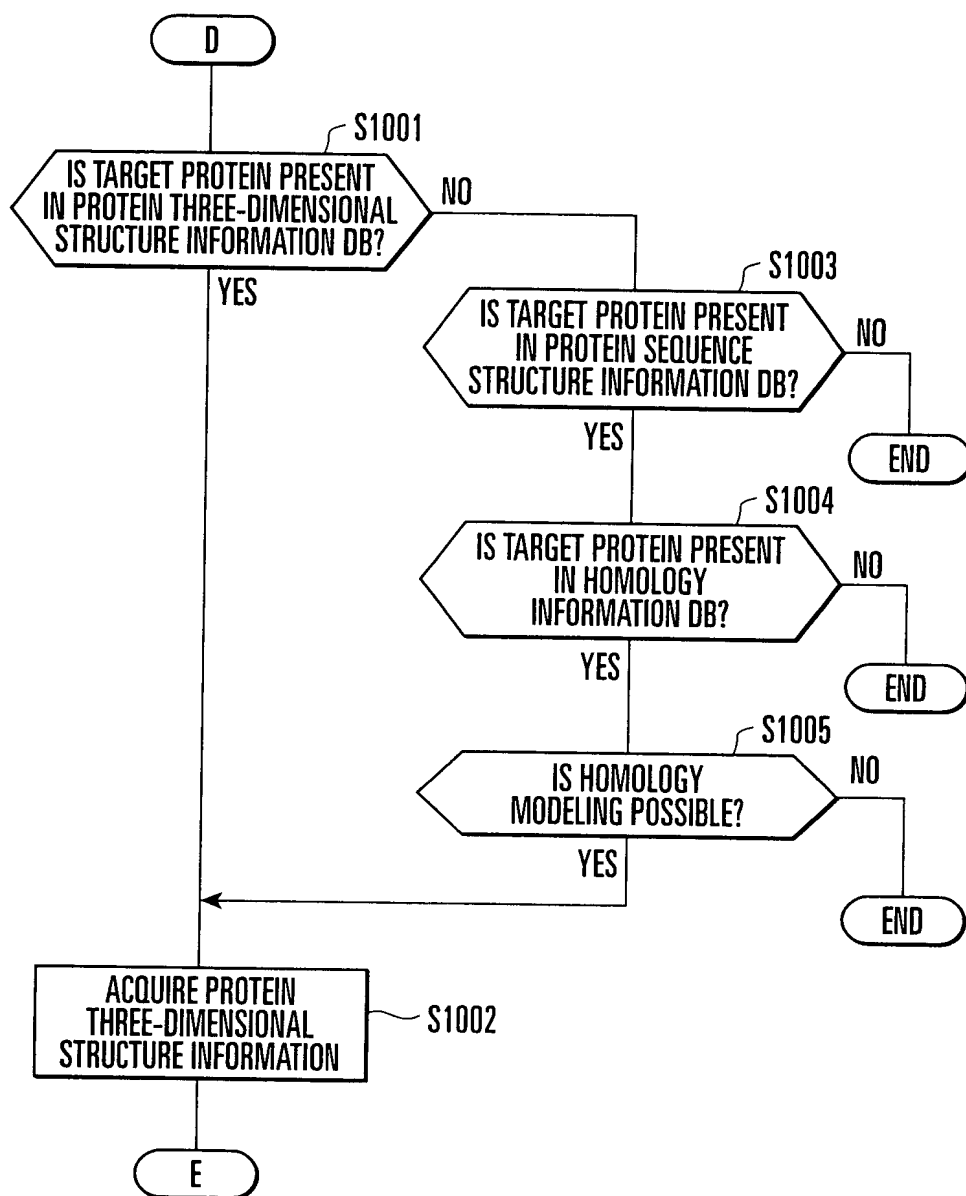 D
S1001
IS TARGET PROTEIN PRESENT
IN PROTEIN THREE-DIMENSIONAL
STRUCTURE INFORMATION DB?
NO
YES
S1003
IS TARGET PROTEIN PRESENT
IN PROTEIN SEQUENCE
STRUCTURE INFORMATION DB?
NO
YES
END
S1004
IS TARGET PROTEIN PRESENT
IN HOMOLOGY
INFORMATION DB?
NO
YES
END
S1005
IS HOMOLOGY
MODELING POSSIBLE?
NO
YES
END
ACQUIRE PROTEIN
THREE-DIMENSIONAL
STRUCTURE INFORMATION
S1002
E